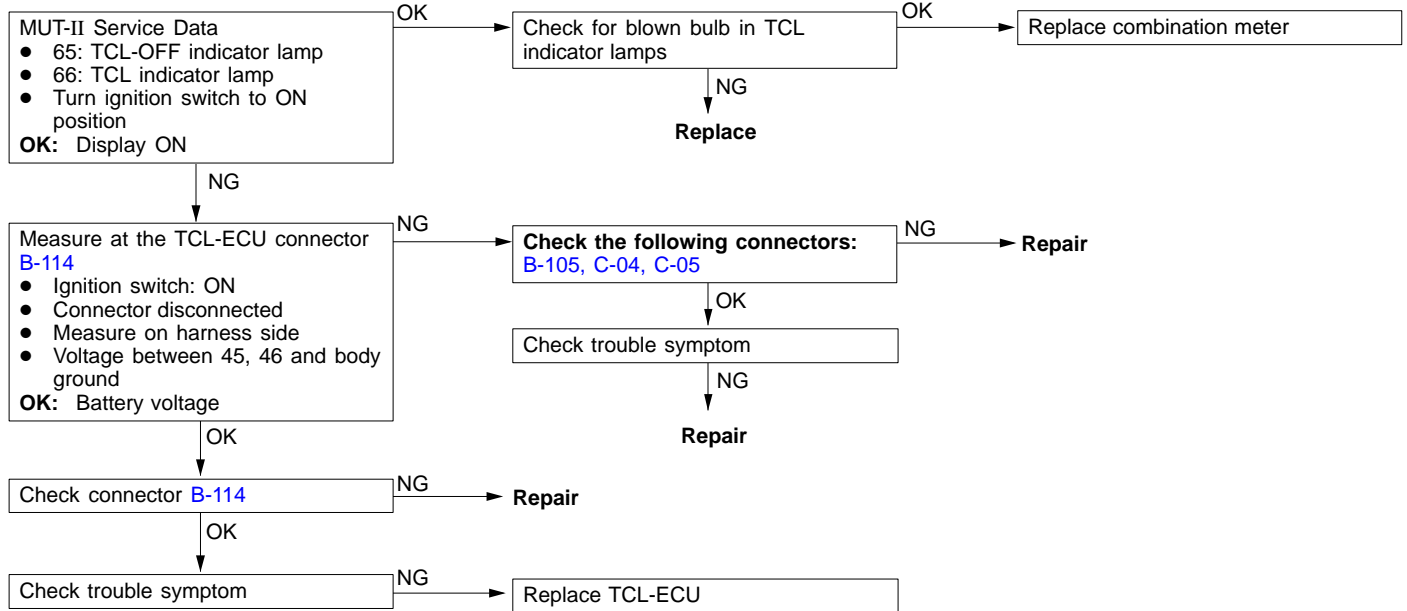 MUT-II Service Data
● 65: TCL-OFF indicator lamp
● 66: TCL indicator lamp
● Turn ignition switch to ON
position
OK: Display ON
OK
Check for blown bulb in TCL
indicator lamps
OK
Replace combination meter
NG
Replace
NG
Measure at the TCL-ECU connector
B-114
● Ignition switch: ON
● Connector disconnected
● Measure on harness side
● Voltage between 45, 46 and body
ground
OK: Battery voltage
NG
Check the following connectors:
B-105, C-04, C-05
NG
Repair
OK
Check trouble symptom
NG
Repair
OK
Check connector B-114
NG
Repair
OK
Check trouble symptom
NG
Replace TCL-ECU